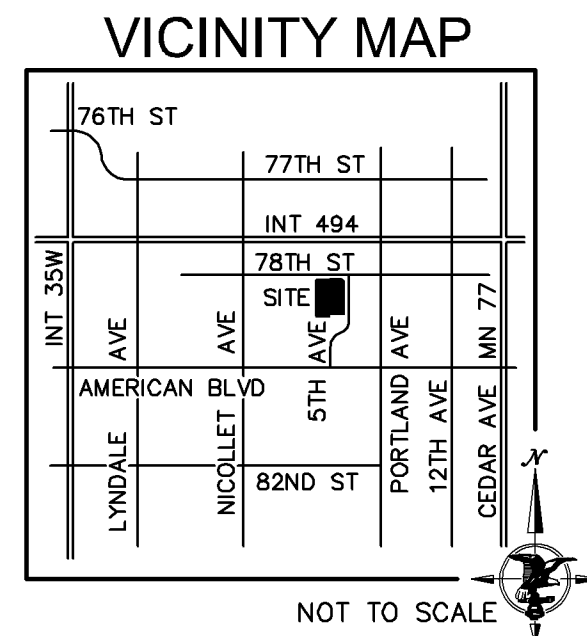 VICINITY MAP
76TH ST
77TH ST
INT 494
78TH ST
SITE
INT 35W
LYNDALE AVE
NICOLLET AVE
5TH AVE
PORTLAND AVE
12TH AVE
CEDAR AVE MN 77
AMERICAN BLVD
82ND ST
N
NOT TO SCALE